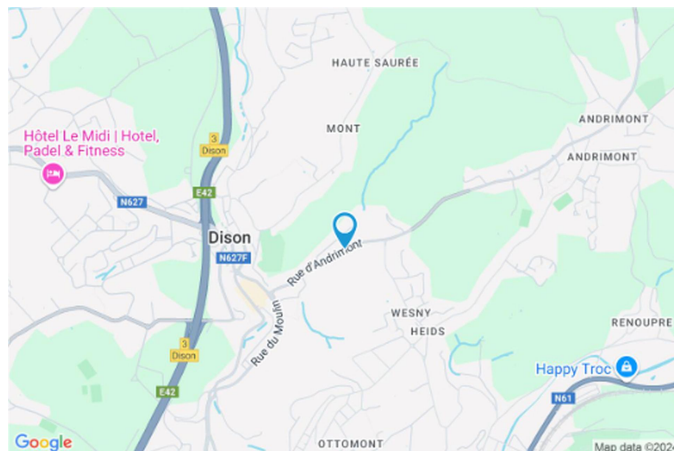 HAUTE SAURÉE
Hôtel Le Midi | Hotel,
Padel & Fitness
3
Dison
MONT
ANDRIMONT
ANDRIMONT
E42
N627
Dison
N627F
Rue d'Andrimont
WESNY
HEIDS
RENOUPRE
Rue du Moulin
3
Dison
Happy Troc
E42
N61
Google
OTTOMONT
Map data ©2024